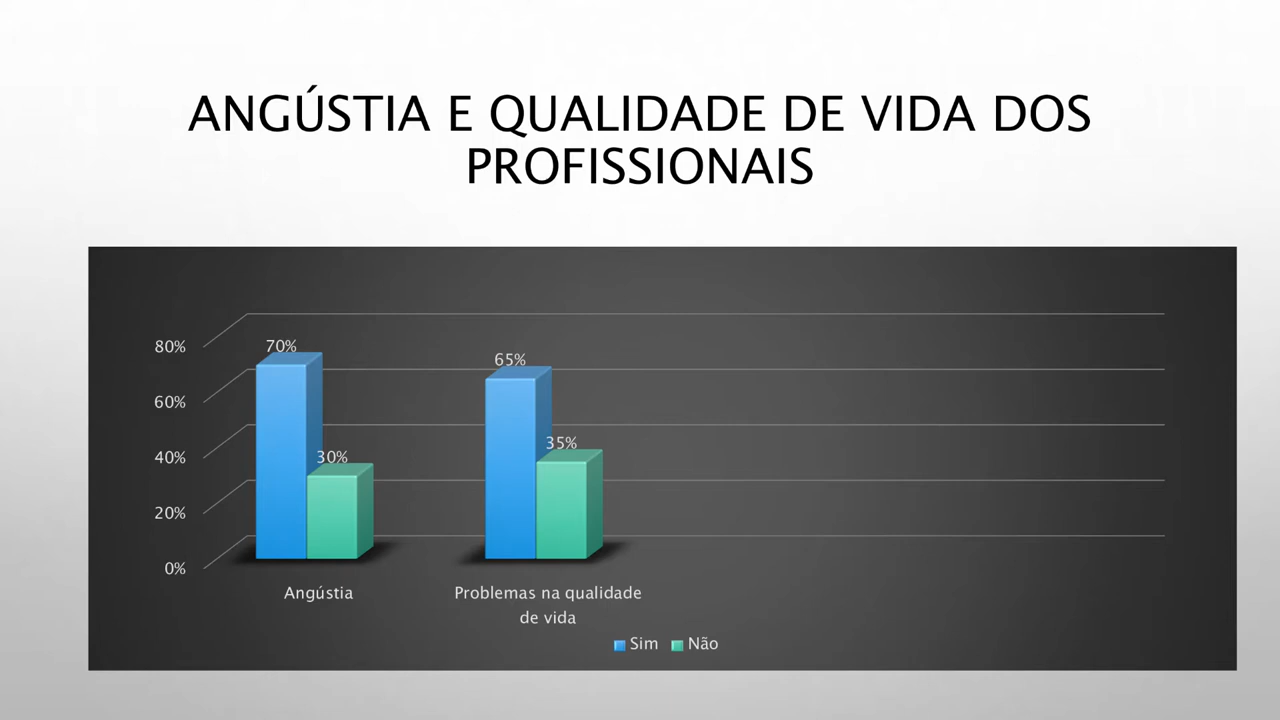 ANGÚSTIA E QUALIDADE DE VIDA DOS
PROFISSIONAIS
80%
60%
40%
20%
0%
70%
30%
65%
35%
Angústia
Problemas na qualidade
de vida
Sim Não